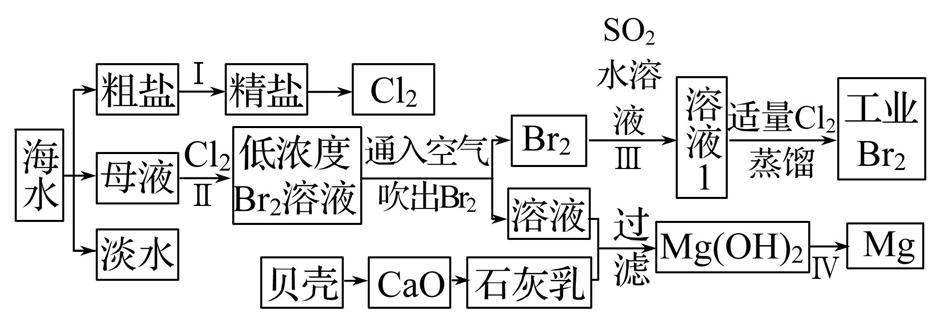 SO₂
水溶
液
Ⅲ
粗盐
Ⅰ
精盐
Cl₂
海水
母液
Cl₂
Ⅱ
低浓度
Br₂溶液
通入空气
吹出Br₂
Br₂
溶液1
适量Cl₂
蒸馏
工业
Br₂
淡水
溶液
过滤
Mg(OH)₂
Ⅳ
Mg
贝壳
CaO
石灰乳